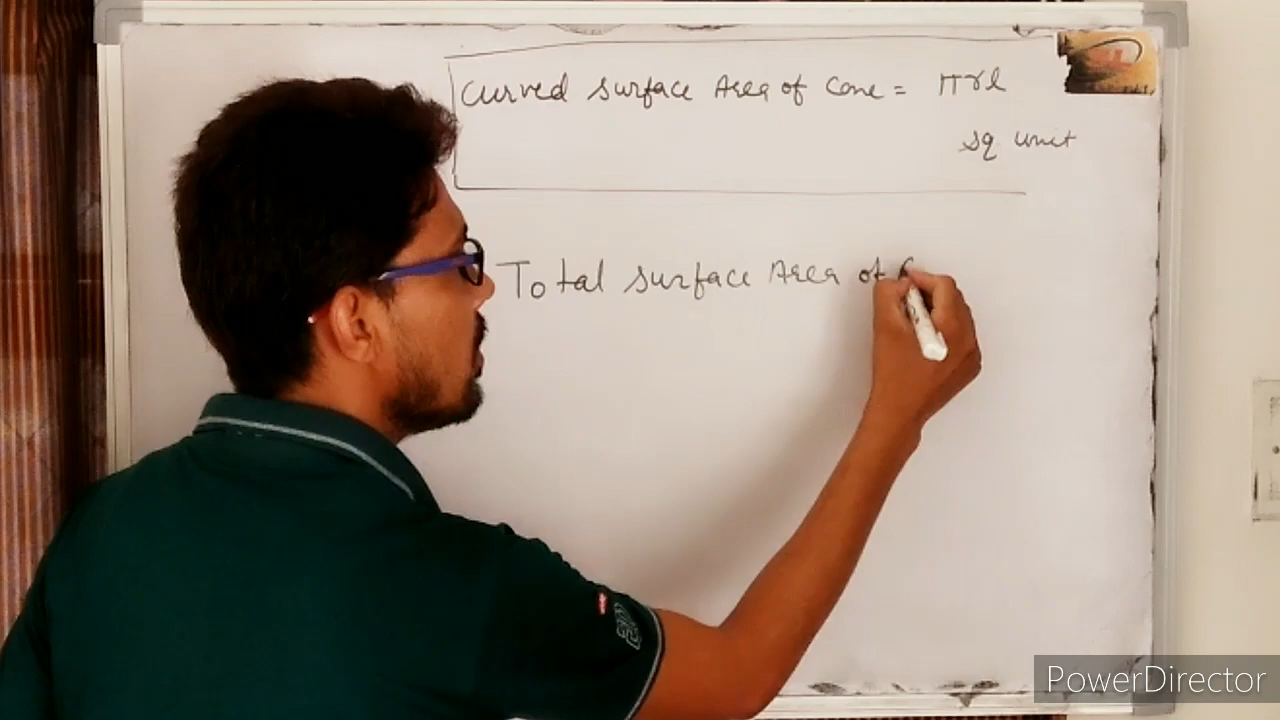 Curved surface Area of Cone = πrl
sq unit
Total surface Area of C
PowerDirector